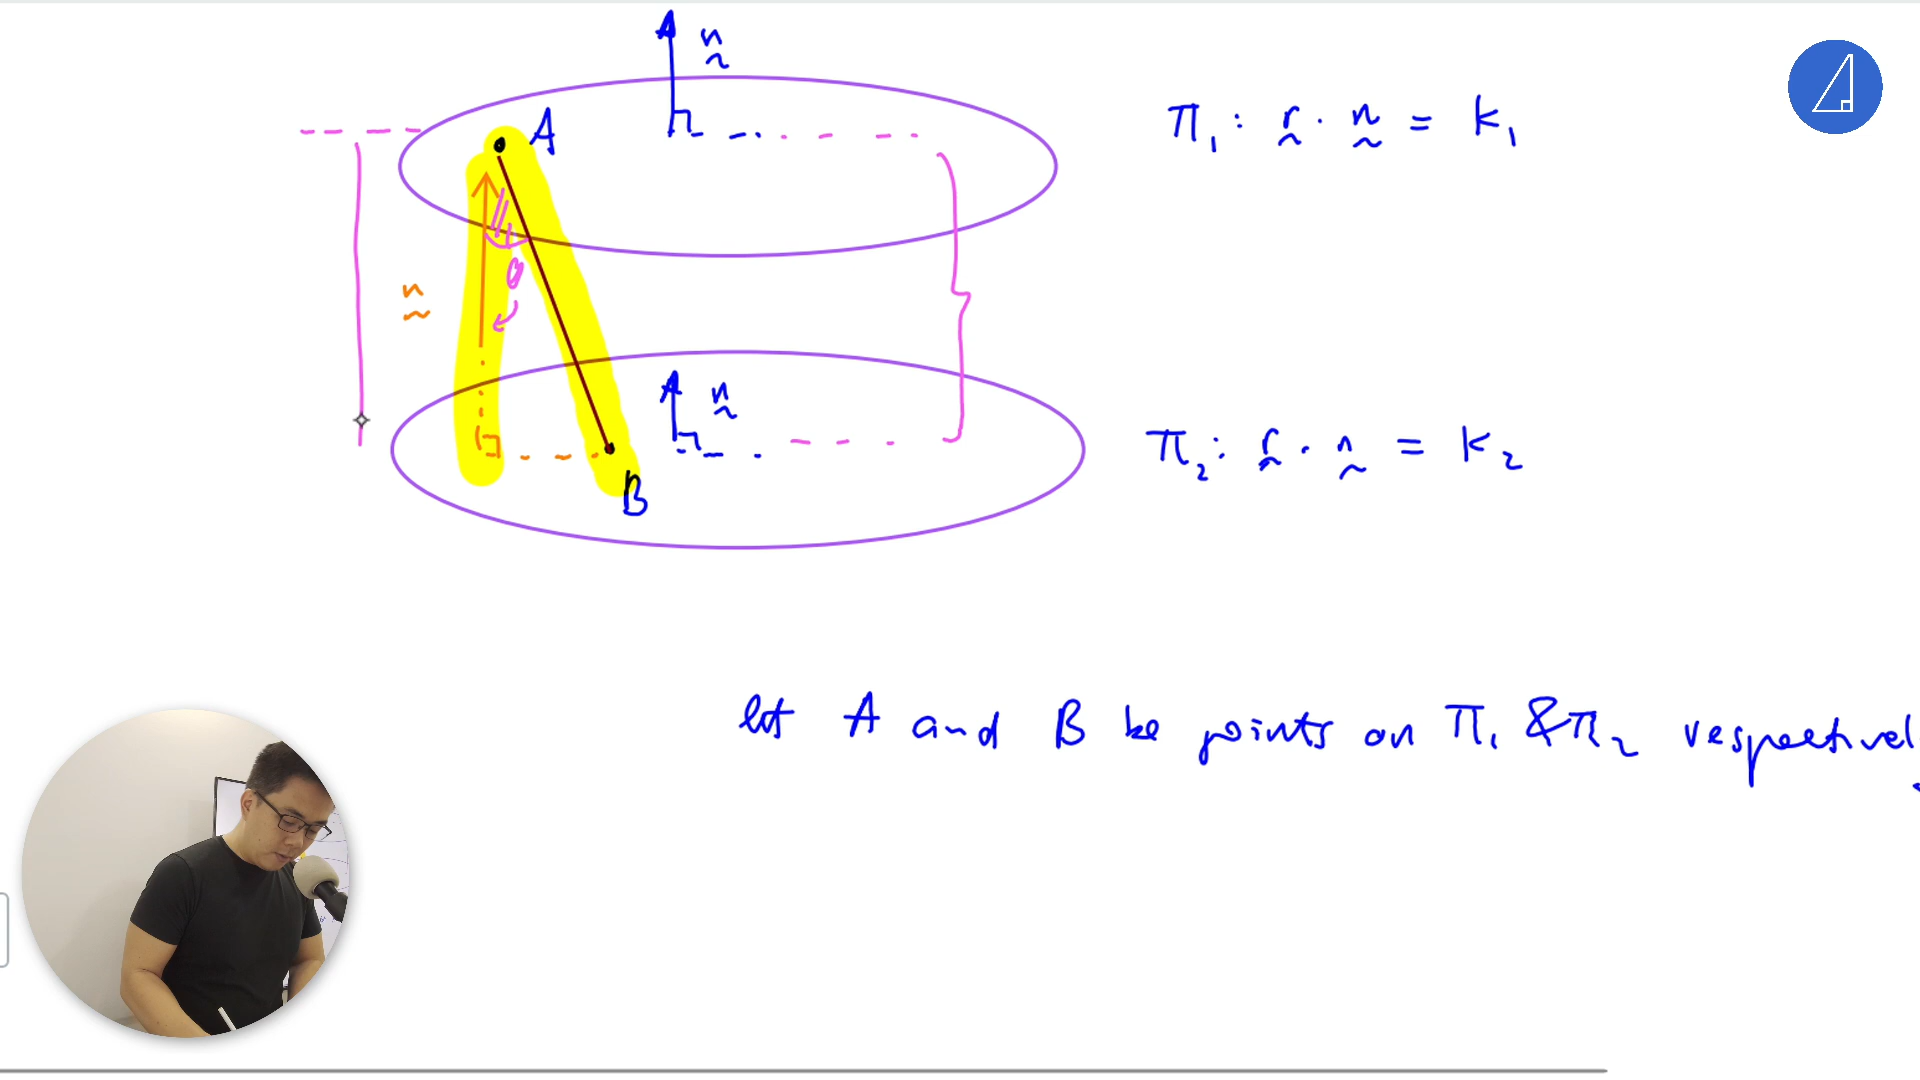 n
A
π₁: r · n = k₁
θ
n
n
π₂: r · n = k₂
B
let A and B be points on π₁ & π₂ respectivel